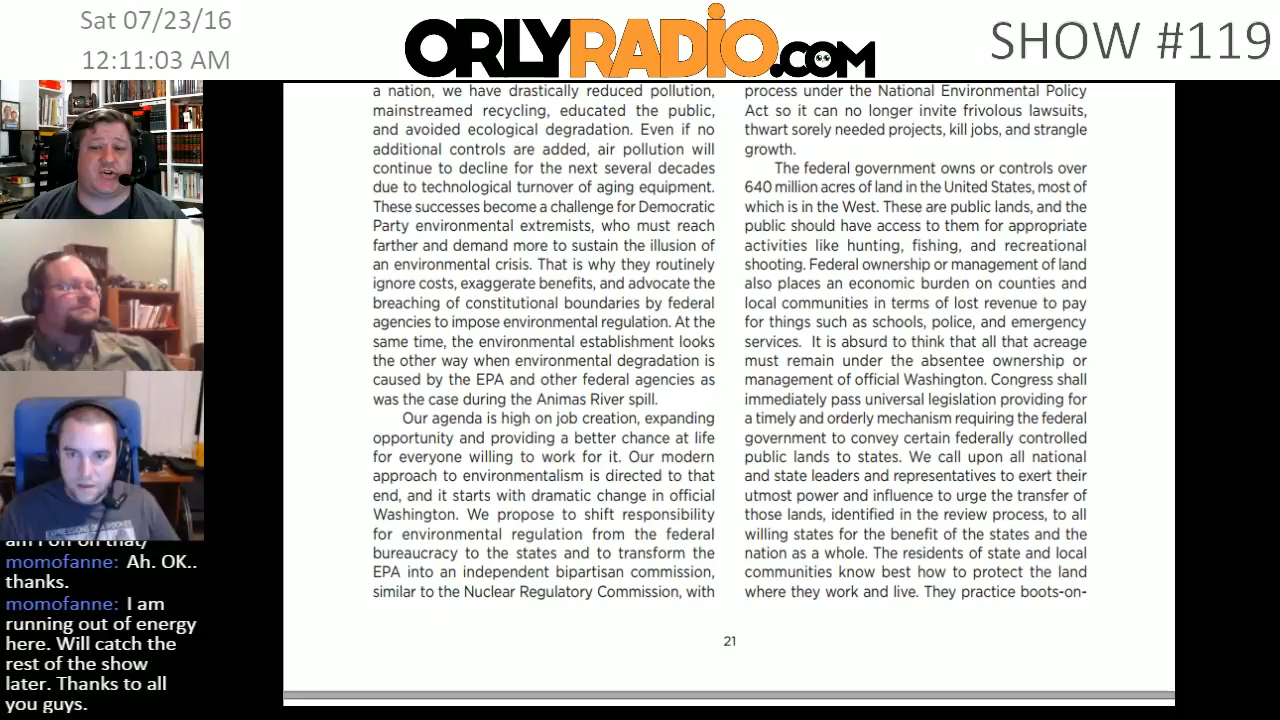 Sat 07/23/16
12:11:03 AM
ORLYRADIO.COM
SHOW #119
a nation, we have drastically reduced pollution,
mainstreamed recycling, educated the public,
and avoided ecological degradation. Even if no
additional controls are added, air pollution will
continue to decline for the next several decades
due to technological turnover of aging equipment.
These successes become a challenge for Democratic
Party environmental extremists, who must reach
farther and demand more to sustain the illusion of
an environmental crisis. That is why they routinely
ignore costs, exaggerate benefits, and advocate the
breaching of constitutional boundaries by federal
agencies to impose environmental regulation. At the
same time, the environmental establishment looks
the other way when environmental degradation is
caused by the EPA and other federal agencies as
was the case during the Animas River spill.
Our agenda is high on job creation, expanding
opportunity and providing a better chance at life
for everyone willing to work for it. Our modern
approach to environmentalism is directed to that
end, and it starts with dramatic change in official
Washington. We propose to shift responsibility
for environmental regulation from the federal
bureaucracy to the states and to transform the
EPA into an independent bipartisan commission,
similar to the Nuclear Regulatory Commission, with
process under the National Environmental Policy
Act so it can no longer invite frivolous lawsuits,
thwart sorely needed projects, kill jobs, and strangle
growth.
The federal government owns or controls over
640 million acres of land in the United States, most of
which is in the West. These are public lands, and the
public should have access to them for appropriate
activities like hunting, fishing, and recreational
shooting. Federal ownership or management of land
also places an economic burden on counties and
local communities in terms of lost revenue to pay
for things such as schools, police, and emergency
services. It is absurd to think that all that acreage
must remain under the absentee ownership or
management of official Washington. Congress shall
immediately pass universal legislation providing for
a timely and orderly mechanism requiring the federal
government to convey certain federally controlled
public lands to states. We call upon all national
and state leaders and representatives to exert their
utmost power and influence to urge the transfer of
those lands, identified in the review process, to all
willing states for the benefit of the states and the
nation as a whole. The residents of state and local
communities know best how to protect the land
where they work and live. They practice boots-on-
21
momofanne: Ah. OK..
thanks.
momofanne: I am
running out of energy
here. Will catch the
rest of the show
later. Thanks to all
you guys.